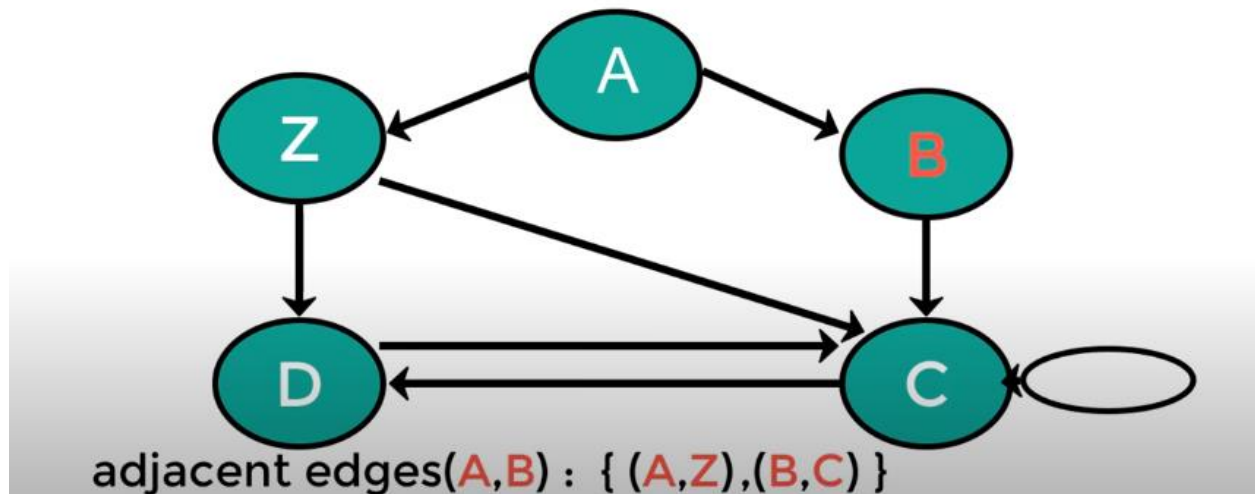 A
Z
B
D
C
adjacent edges(A,B) : { (A,Z),(B,C) }